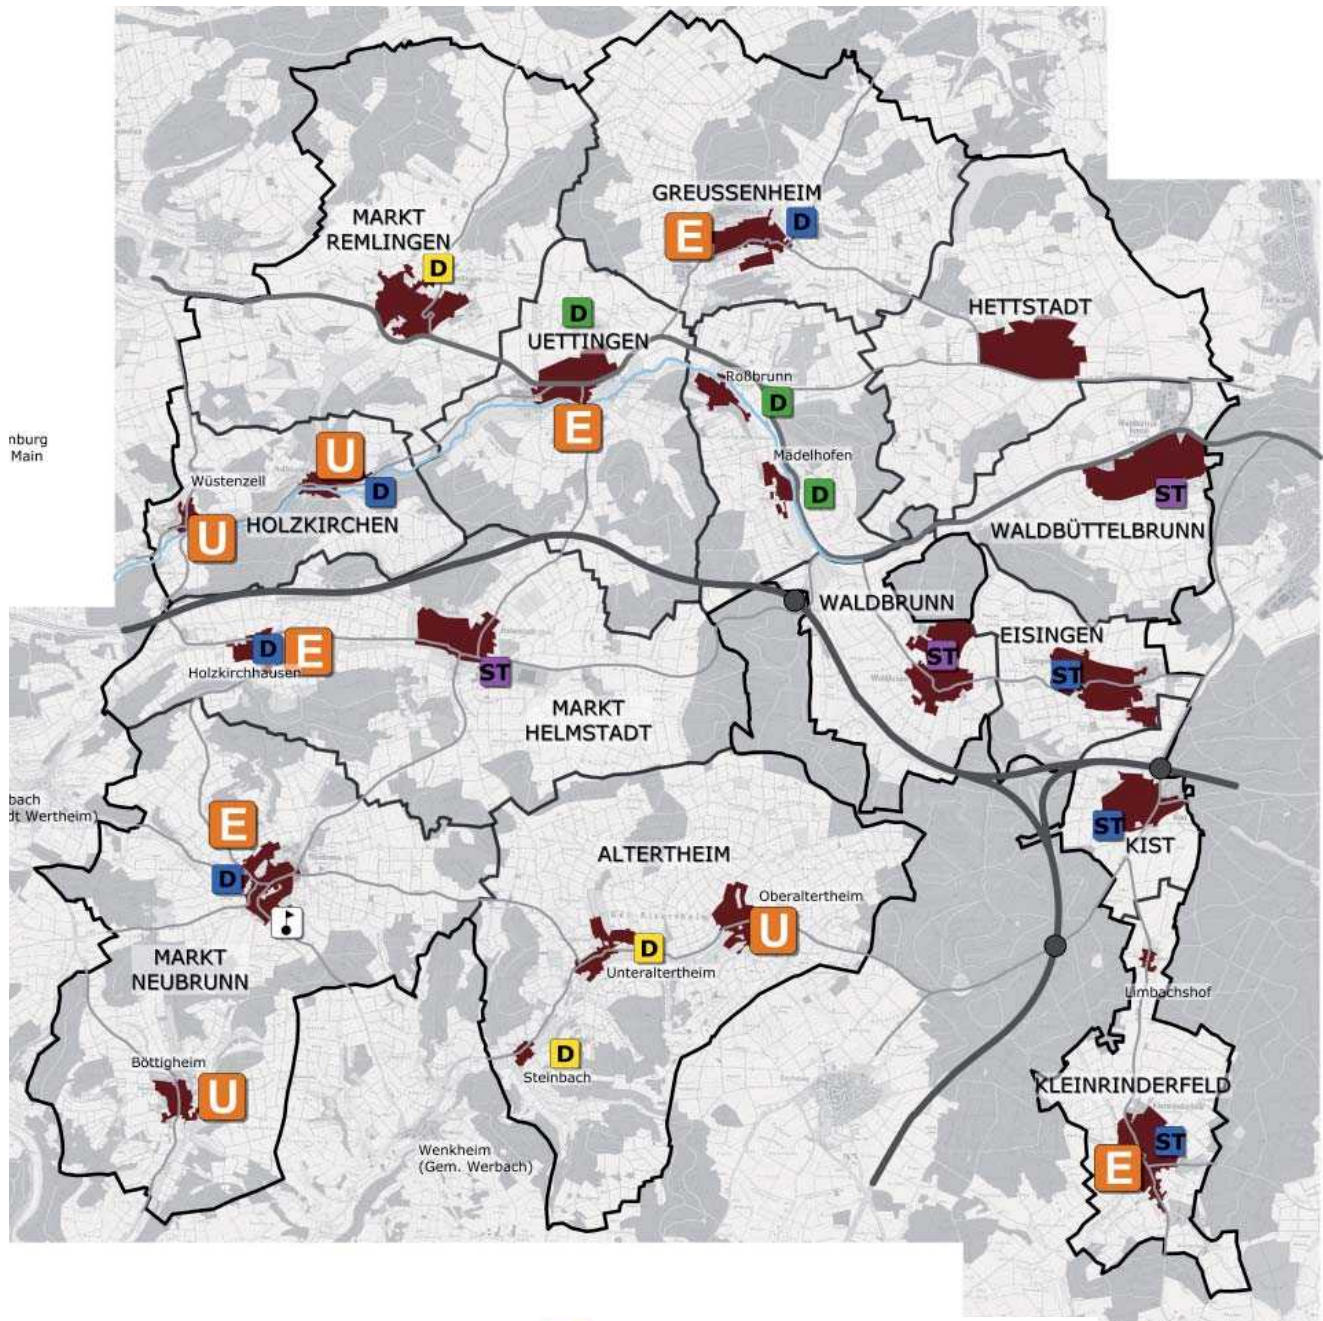 GREUSSENHEIM
E
D
MARKT
REMLINGEN
D
HETTSTADT
D
UETTINGEN
E
Roßbrunn
D
Mädelhofen
D
nburg
Main
U
Wüstenzell
D
U
HOLZKIRCHEN
ST
WALDBÜTTELBRUNN
WALDBRUNN
ST
EISINGEN
ST
D
E
Holzkirchhausen
ST
MARKT
HELMSTADT
bach
dt Wertheim)
E
D
MARKT
NEUBRUNN
ALTERTHEIM
Oberaltertheim
U
D
Unteraltertheim
D
Steinbach
ST
KIST
Limbachshof
Böttigheim
U
Wenkheim
(Gem. Werbach)
KLEINRINDERFELD
ST
E